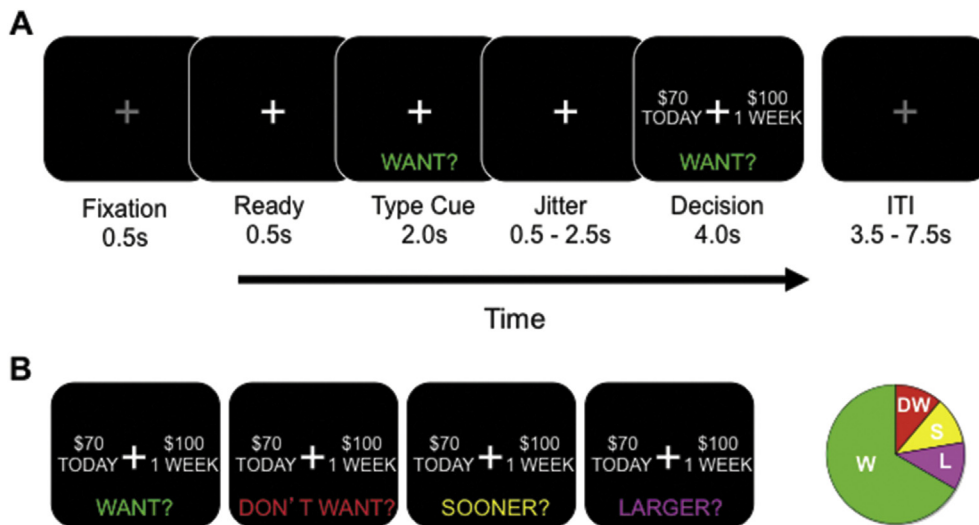 A
$70 $100
TODAY 1 WEEK
WANT? WANT?
Fixation Ready Type Cue Jitter Decision ITI
0.5s 0.5s 2.0s 0.5 - 2.5s 4.0s 3.5 - 7.5s
Time
B
$70 $100 $70 $100 $70 $100 $70 $100
TODAY 1 WEEK TODAY 1 WEEK TODAY 1 WEEK TODAY 1 WEEK
WANT? DON'T WANT? SOONER? LARGER?
DW
S
W L